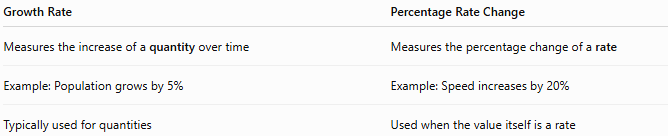 Growth Rate Percentage Rate Change
Measures the increase of a quantity over time Measures the percentage change of a rate
Example: Population grows by 5% Example: Speed increases by 20%
Typically used for quantities Used when the value itself is a rate